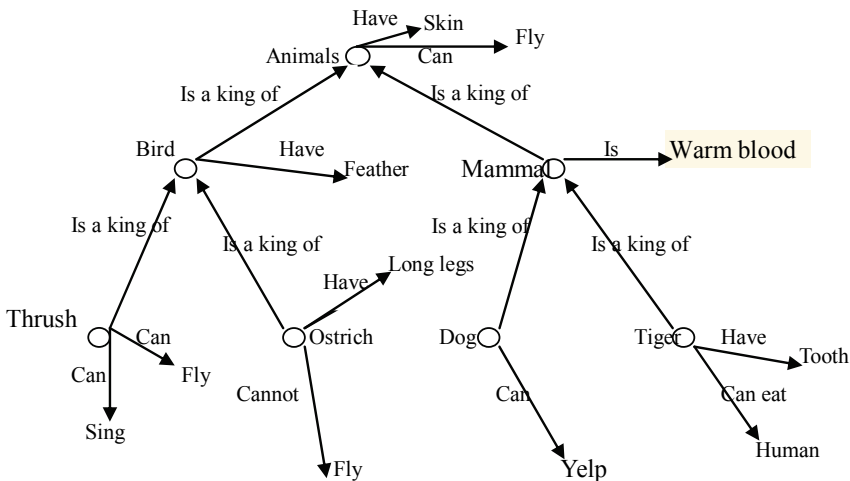 Have
Skin
Fly
Animals
Can
Is a king of
Is a king of
Bird
Have
Feather
Mammal
Is
Warm blood
Is a king of
Is a king of
Is a king of
Is a king of
Have
Long legs
Thrush
Can
Can
Fly
Sing
Ostrich
Cannot
Fly
Dog
Can
Yelp
Tiger
Have
Tooth
Can eat
Human